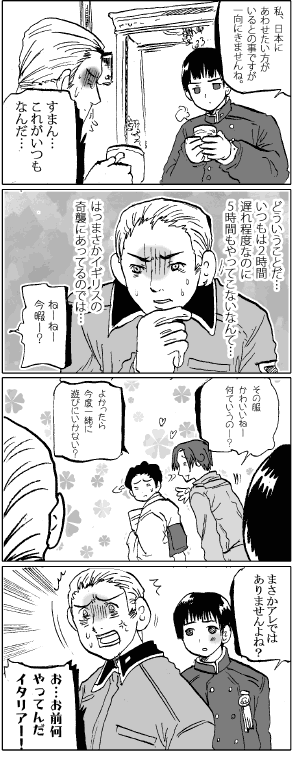 私、日本に
あわせたい方が
いるとの事ですが
一向にきませんね。
すまん…
これがいつも
なんだ…
どういうことだ…
いつもは2時間
遅れ程度なのに
5時間もやってこないなんて…
はっまさかイギリスの
奇襲にあってるのでは…
ねーねー
今暇ー?
その服
かわいいねー
何ていうのー?
よかったら
今度一緒に
遊びにいかない?
まさかアレでは
ありませんよね?
お…お前何
やってんだ
イタリアー!